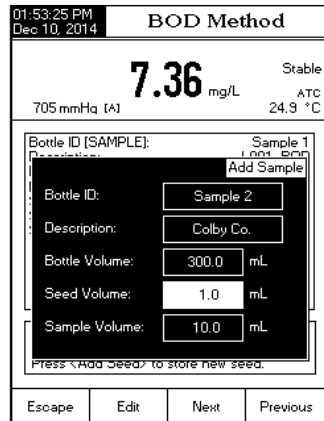 01:53:25 PM
Dec 10, 2014
BOD Method
7.36 mg/L
Stable
ATC
705 mmHg [A]
24.9 °C
Bottle ID [SAMPLE]:
Sample 1
Add Sample
Bottle ID:
Sample 2
Description:
Colby Co.
Bottle Volume:
300.0 mL
Seed Volume:
1.0 mL
Sample Volume:
10.0 mL
Press <Add Seed> to store new seed.
Escape
Edit
Next
Previous